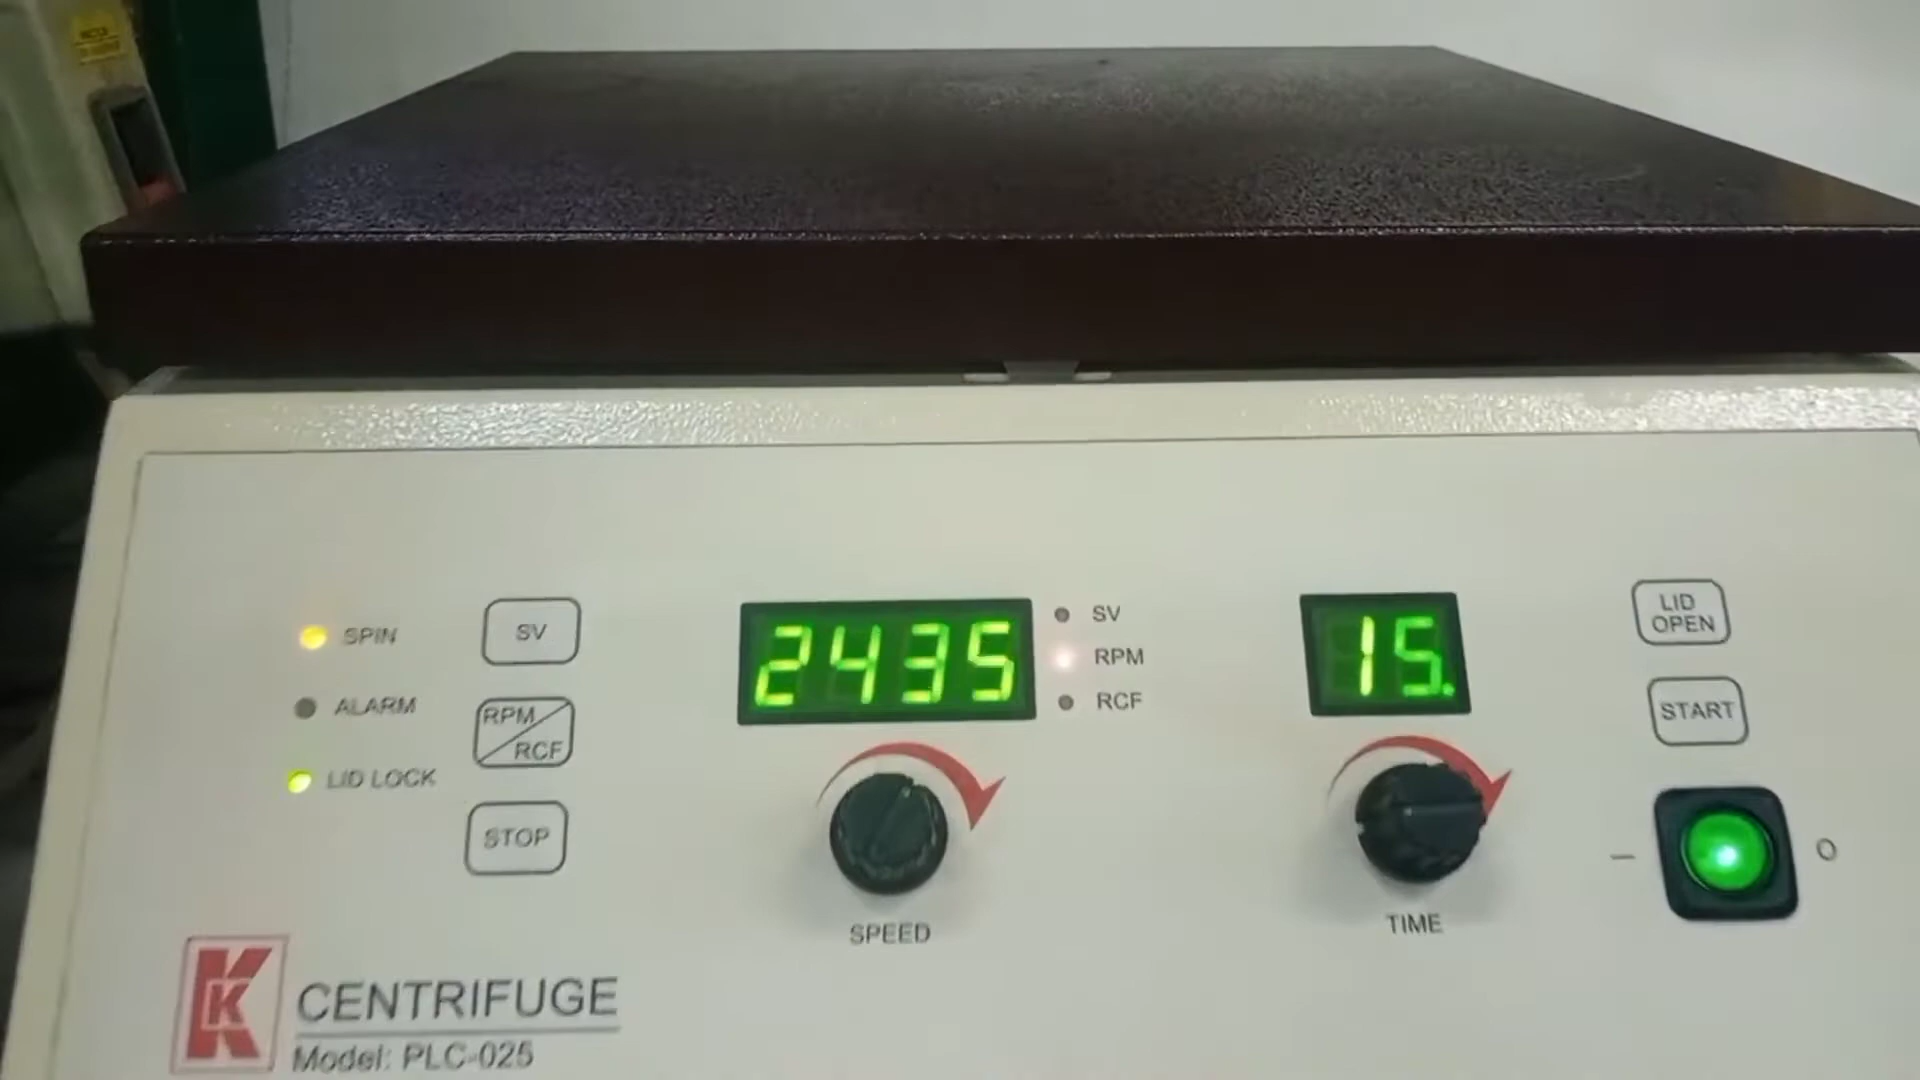 SPIN
SV
2435
SV
RPM
RCF
15.
LID
OPEN
ALARM
RPM
RCF
START
LID LOCK
STOP
SPEED
TIME
– O
K
CENTRIFUGE
Model: PLC-025